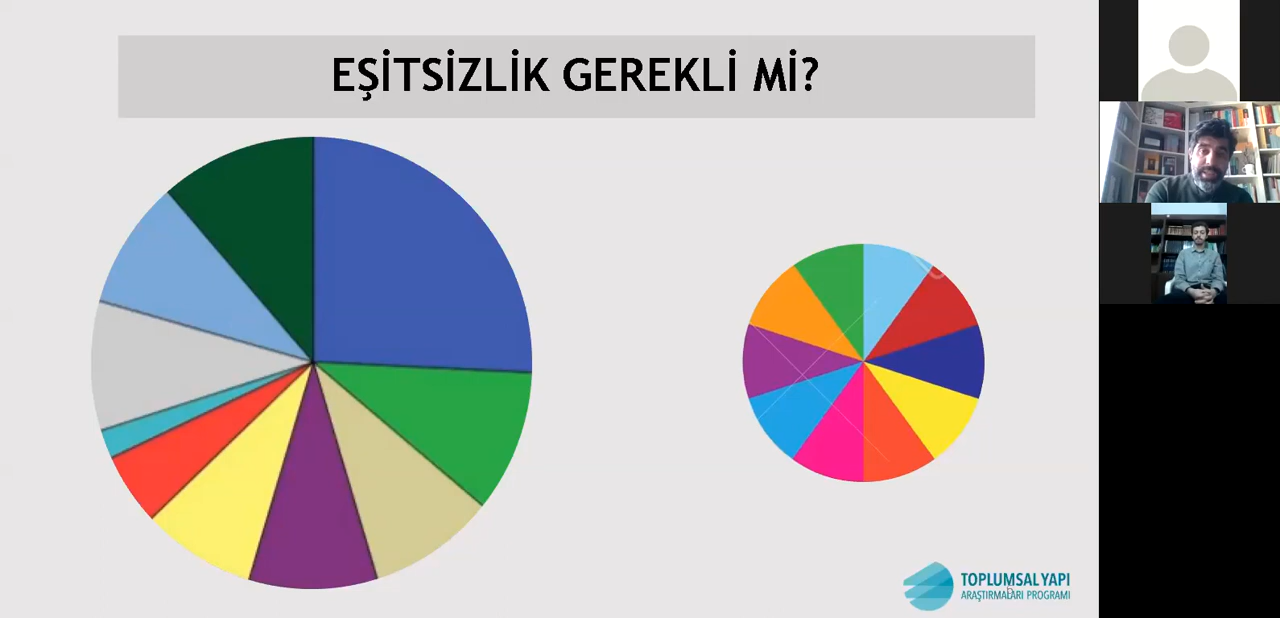 EŞİTSİZLİK GEREKLİ Mİ?
TOPLUMSAL YAPI
ARAŞTIRMALARI PROGRAMI